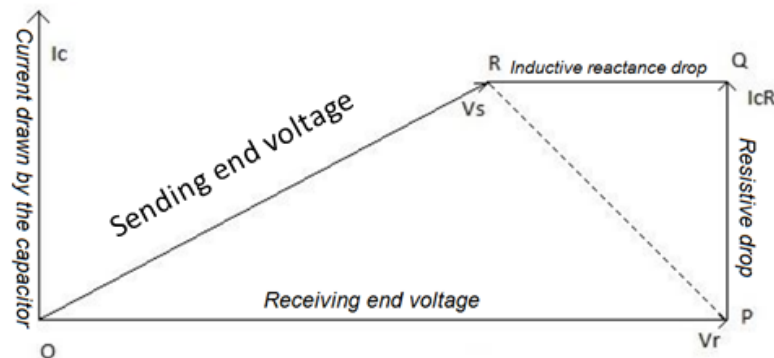 Current drawn by the capacitor
Ic
Sending end voltage
Vs
R
Inductive reactance drop
Q
IcR
Resistive drop
Receiving end voltage
P
Vr
O